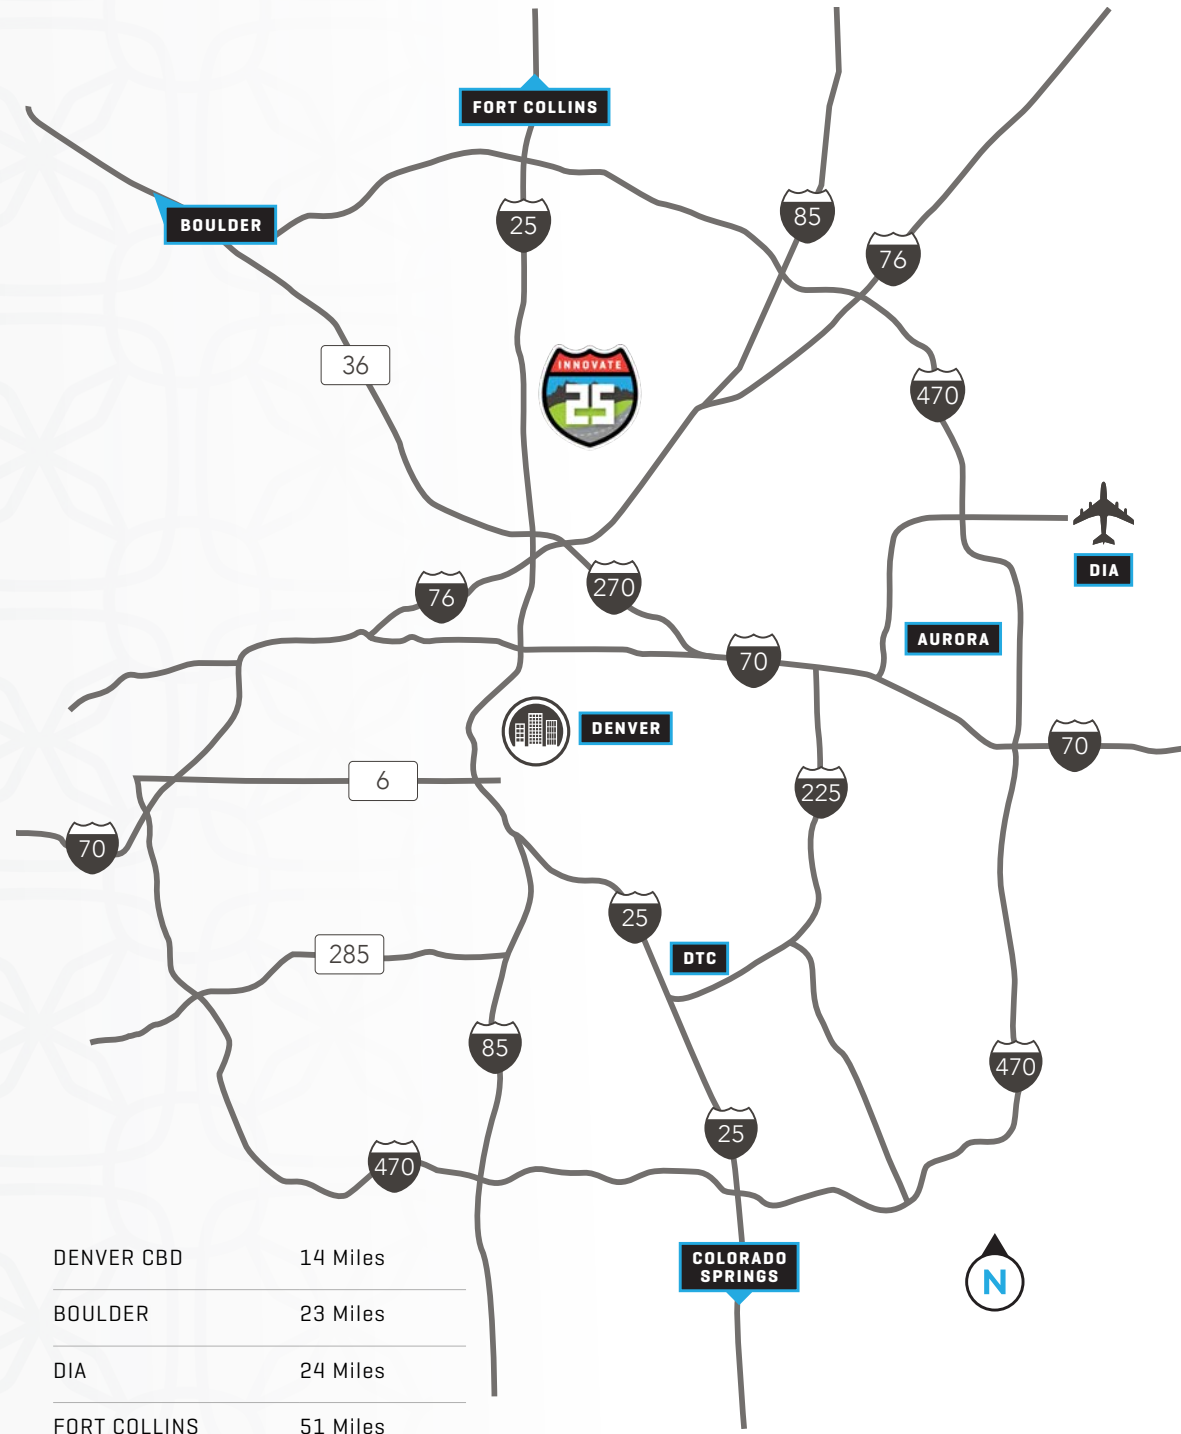 FORT COLLINS
BOULDER
25
85
76
36
INNOVATE
25
470
DIA
76
270
AURORA
70
DENVER
70
6
225
70
25
285
DTC
85
470
25
470
COLORADO
SPRINGS
N
DENVER CBD 14 Miles
BOULDER 23 Miles
DIA 24 Miles
FORT COLLINS 51 Miles